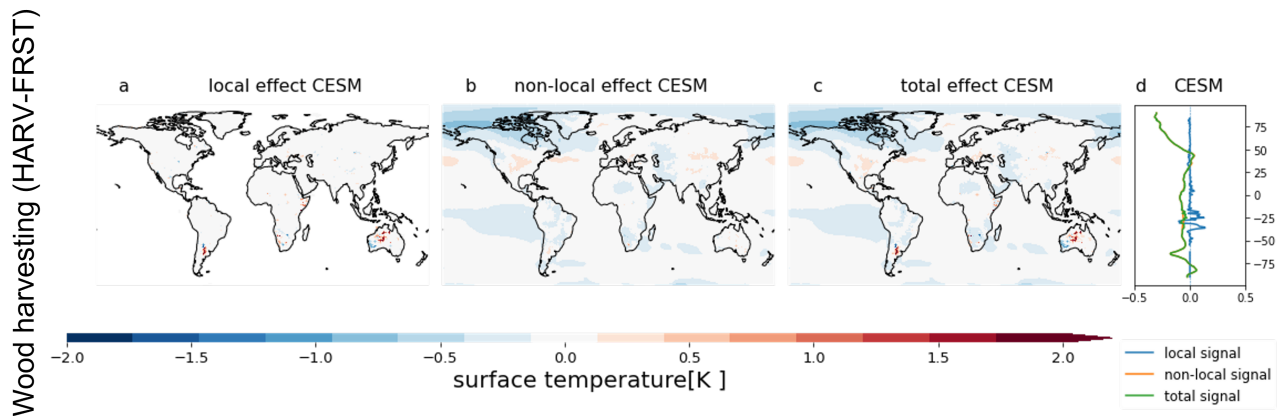 Wood harvesting (HARV-FRST)
a local effect CESM
b non-local effect CESM
c total effect CESM
d CESM
75
50
25
0
−25
−50
−75
−0.5 0.0 0.5
−2.0 −1.5 −1.0 −0.5 0.0 0.5 1.0 1.5 2.0
surface temperature[K ]
local signal
non-local signal
total signal